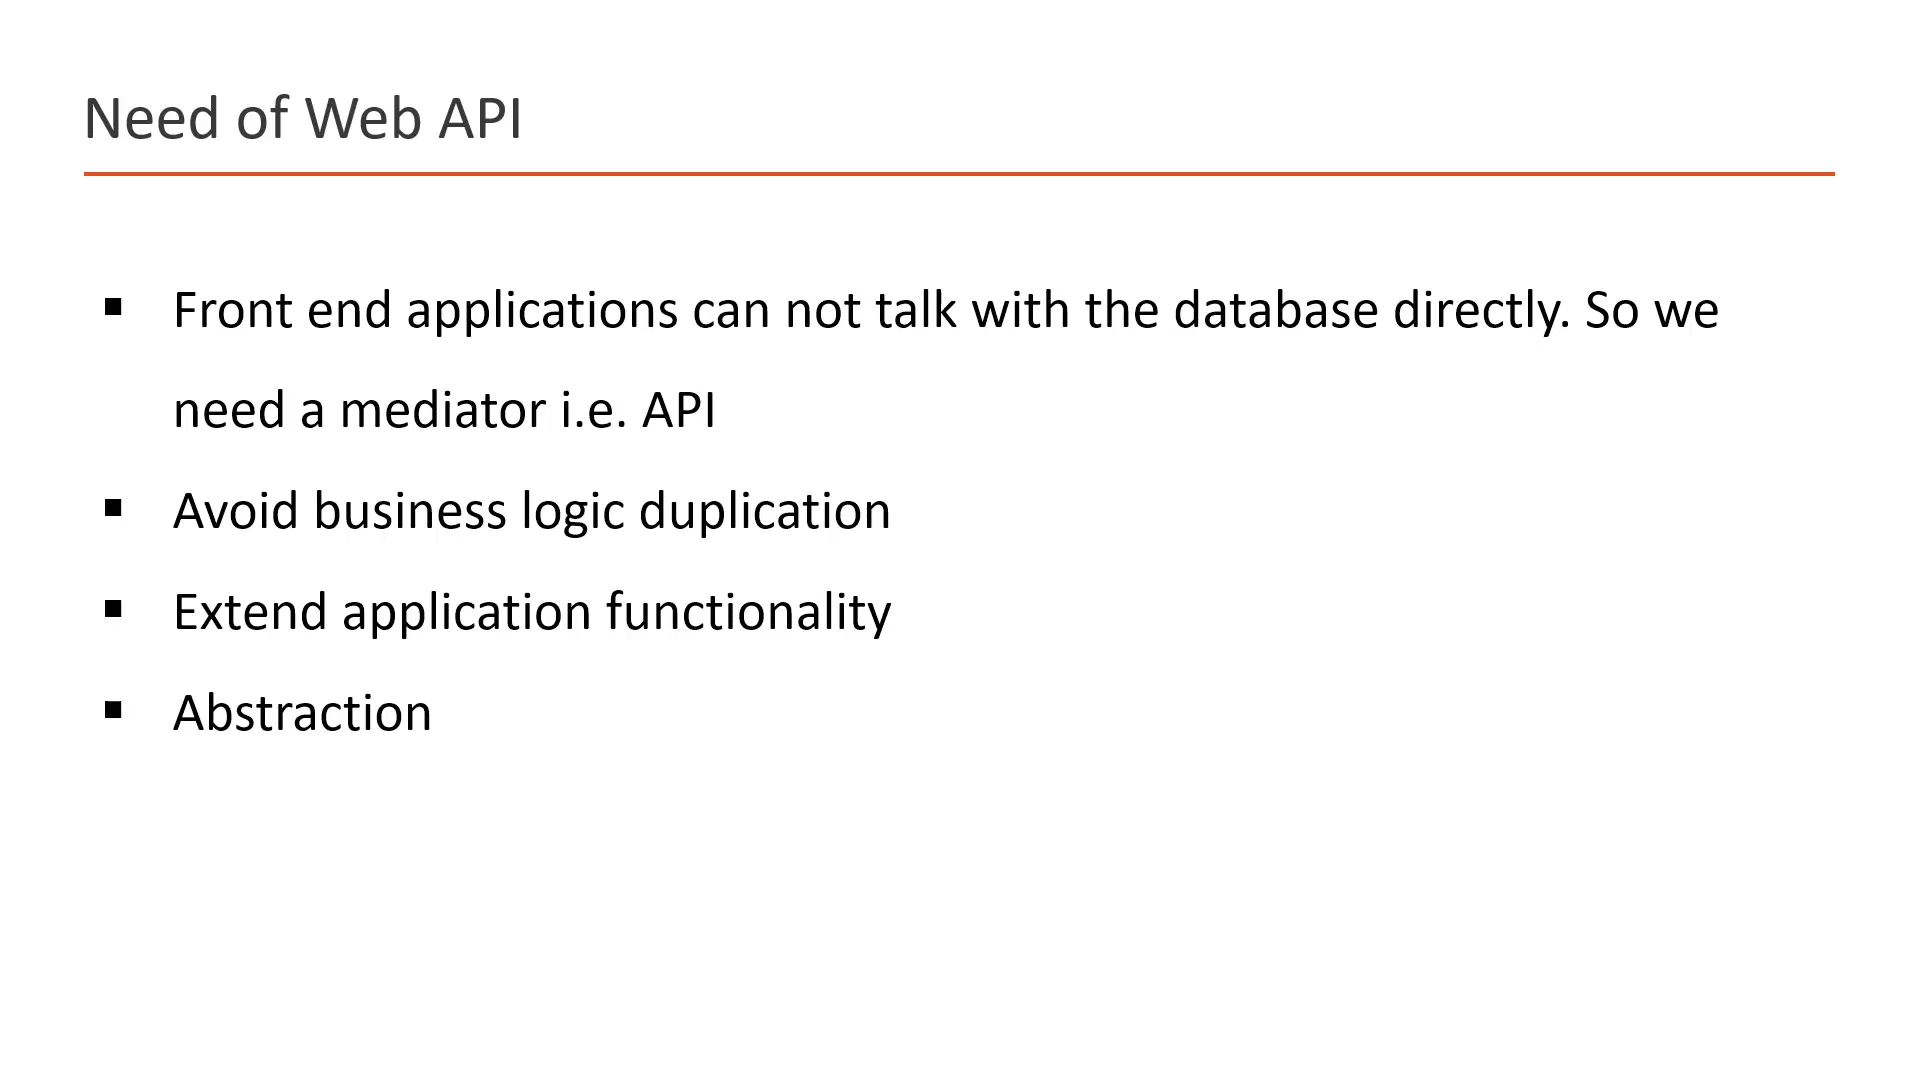 Need of Web API
▪ Front end applications can not talk with the database directly. So we
need a mediator i.e. API
▪ Avoid business logic duplication
▪ Extend application functionality
▪ Abstraction